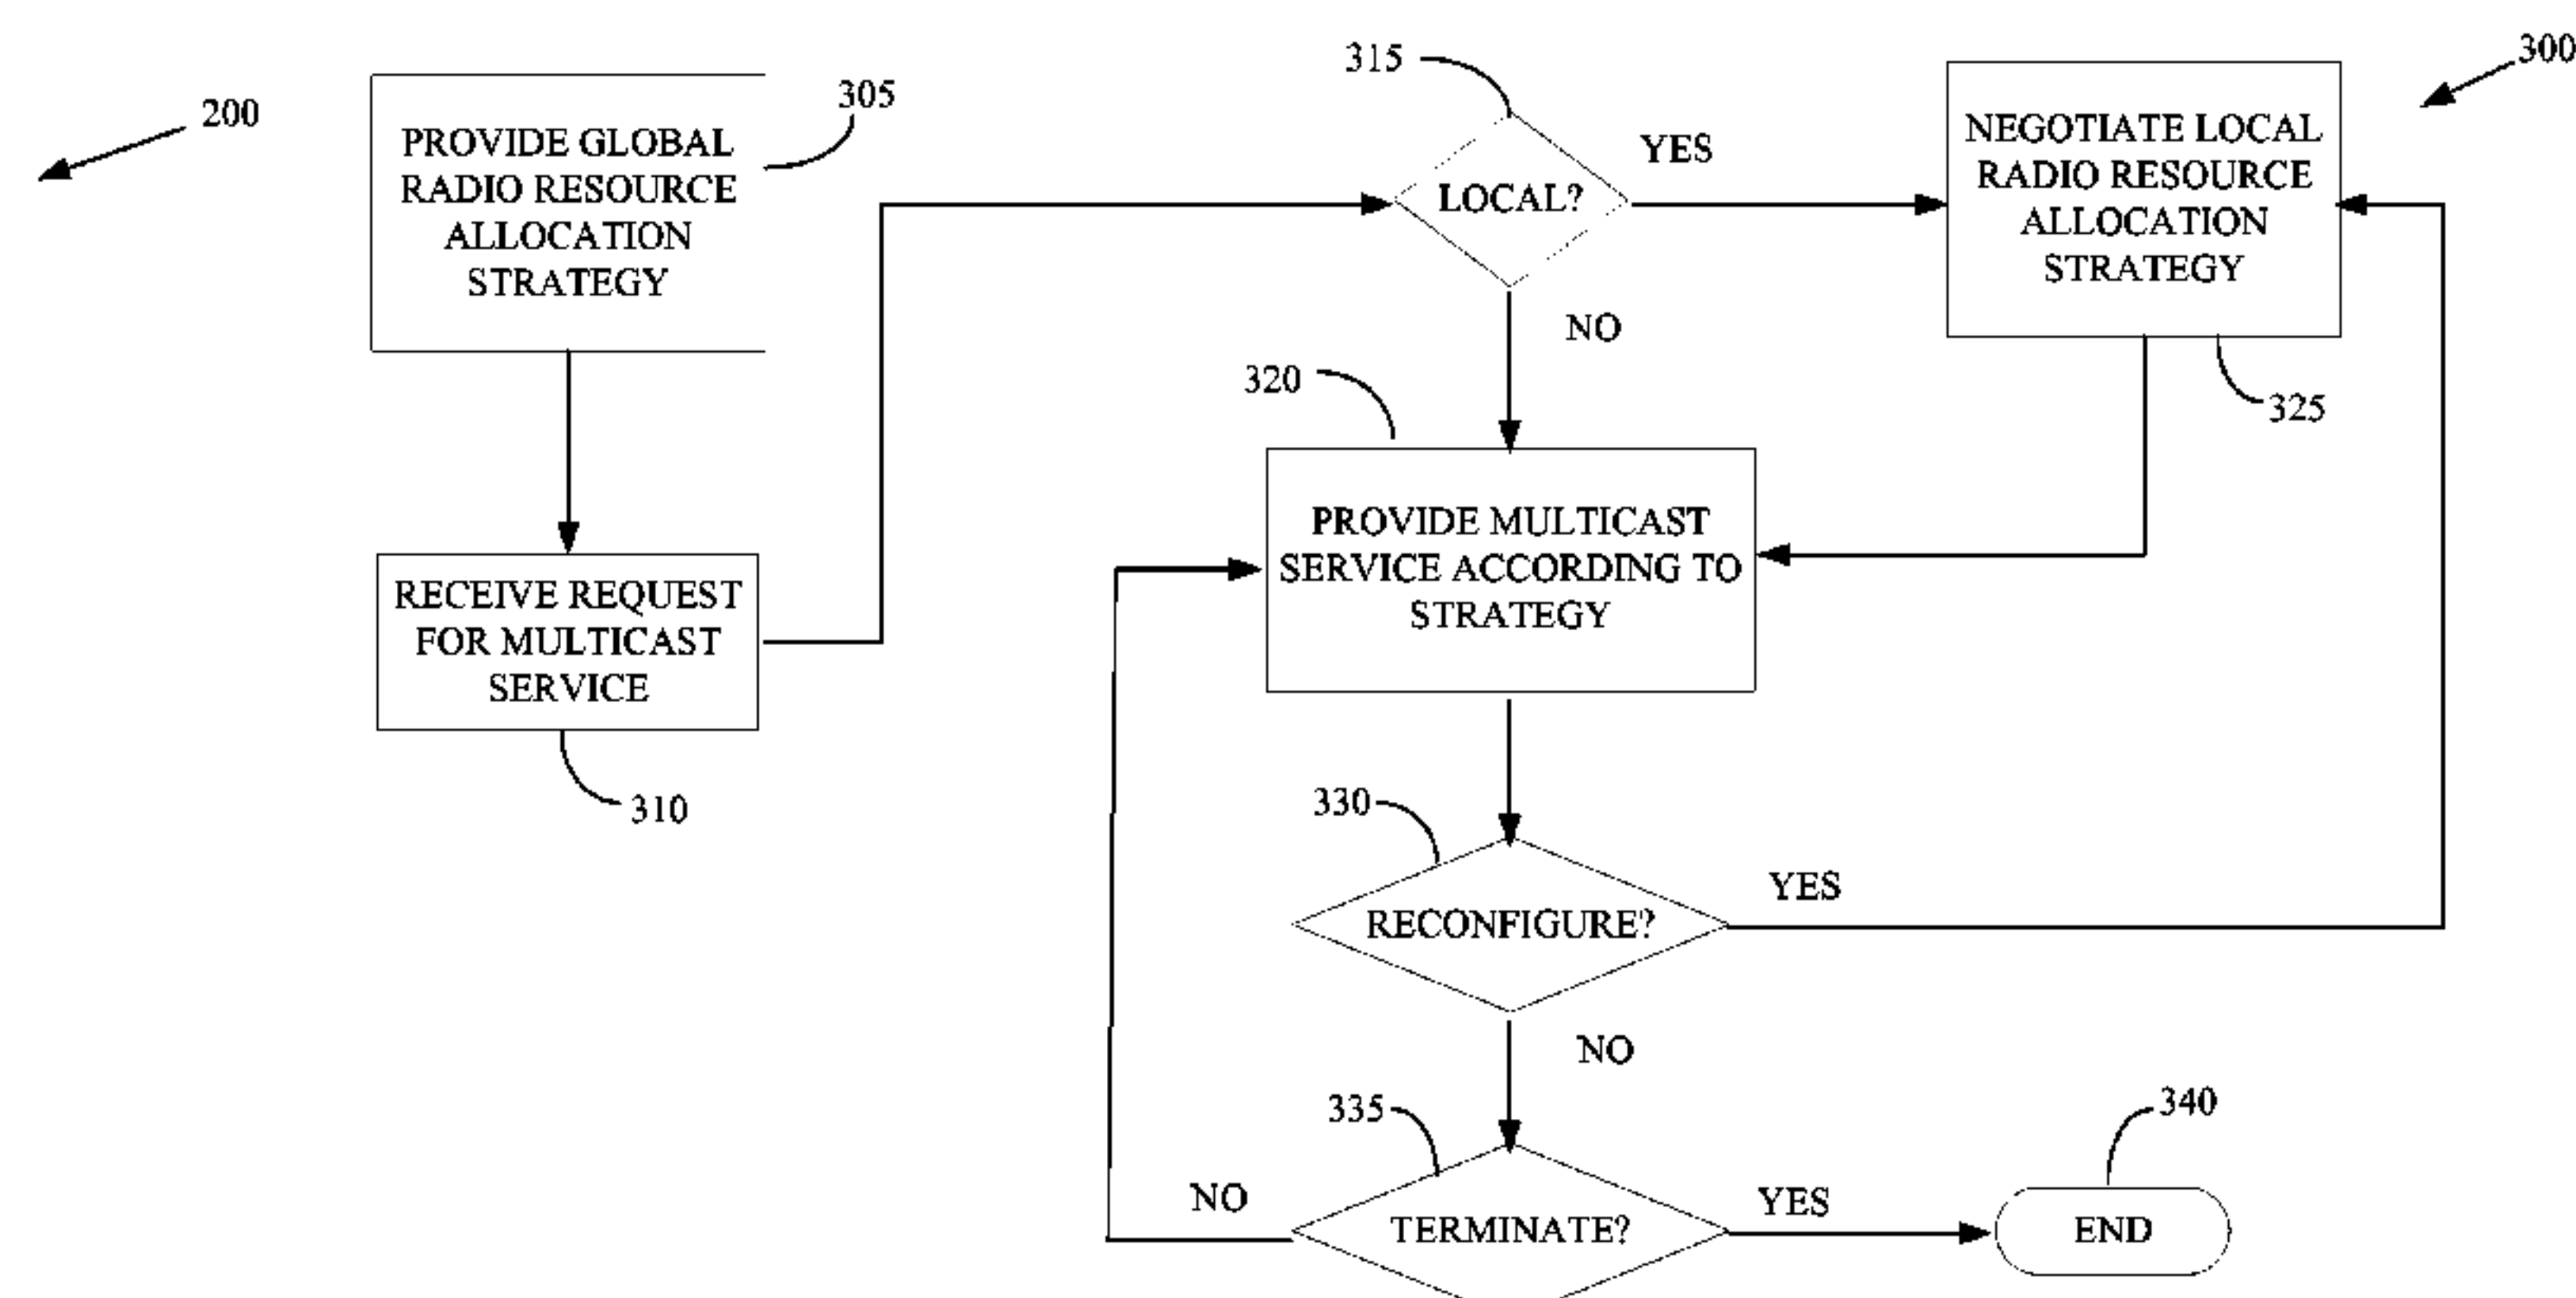 200
305
PROVIDE GLOBAL
RADIO RESOURCE
ALLOCATION
STRATEGY
RECEIVE REQUEST
FOR MULTICAST
SERVICE
310
315
LOCAL?
YES
NO
300
NEGOTIATE LOCAL
RADIO RESOURCE
ALLOCATION
STRATEGY
325
320
PROVIDE MULTICAST
SERVICE ACCORDING TO
STRATEGY
330
RECONFIGURE?
YES
NO
335
TERMINATE?
NO
YES
340
END